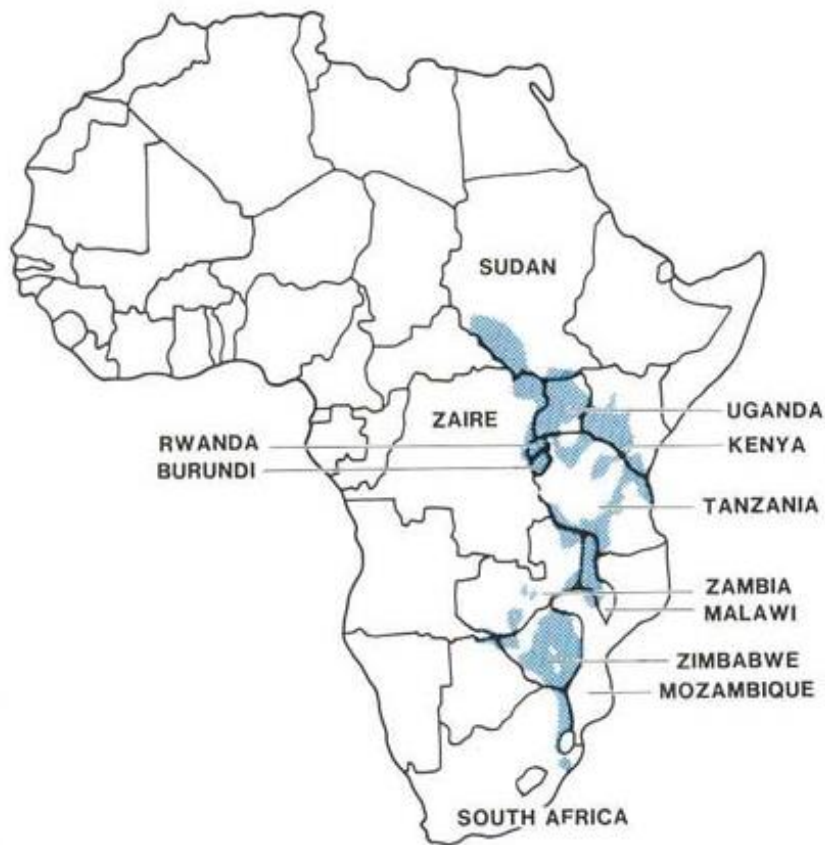 SUDAN
UGANDA
ZAIRE
RWANDA
KENYA
BURUNDI
TANZANIA
ZAMBIA
MALAWI
ZIMBABWE
MOZAMBIQUE
SOUTH AFRICA